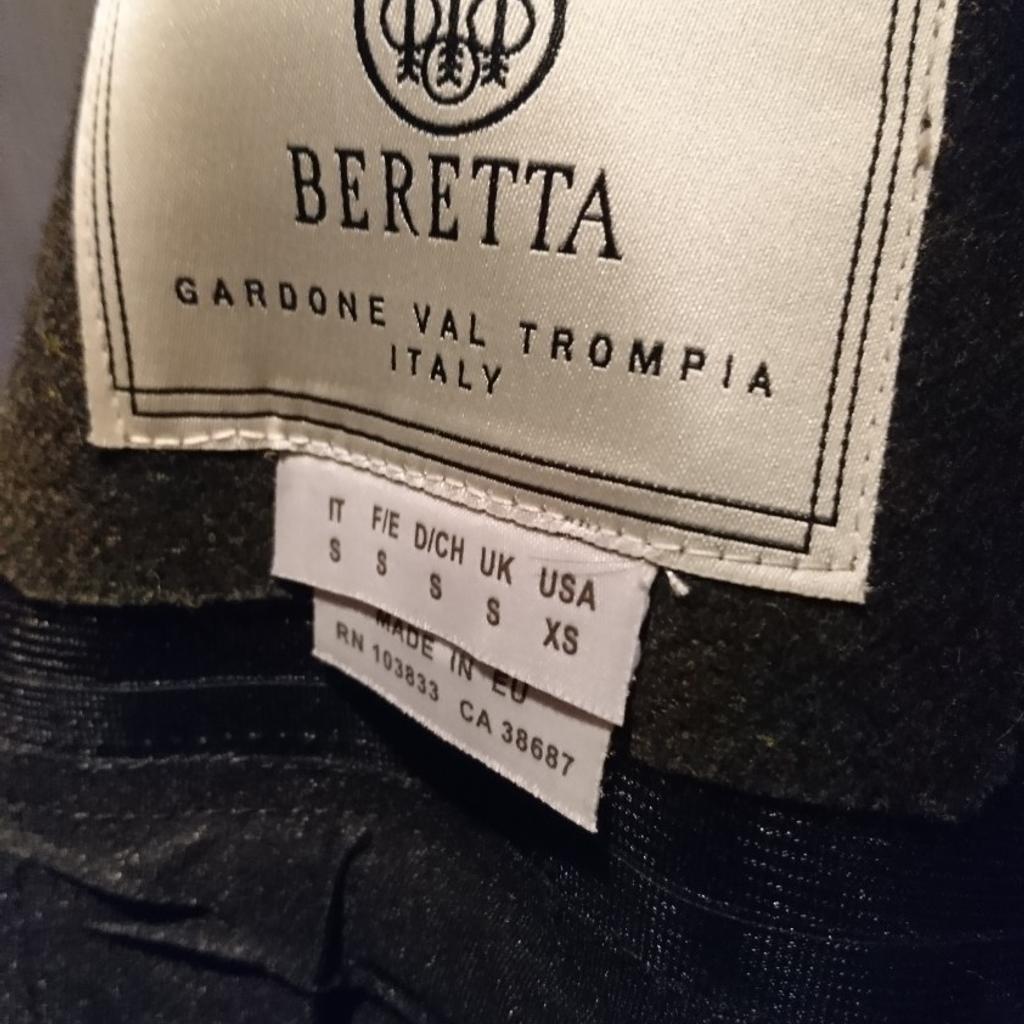 BERETTA
GARDONE VAL TROMPIA
ITALY
IT F/E D/CH UK USA
S S S S XS
MADE IN EU
RN 103833 CA 38687